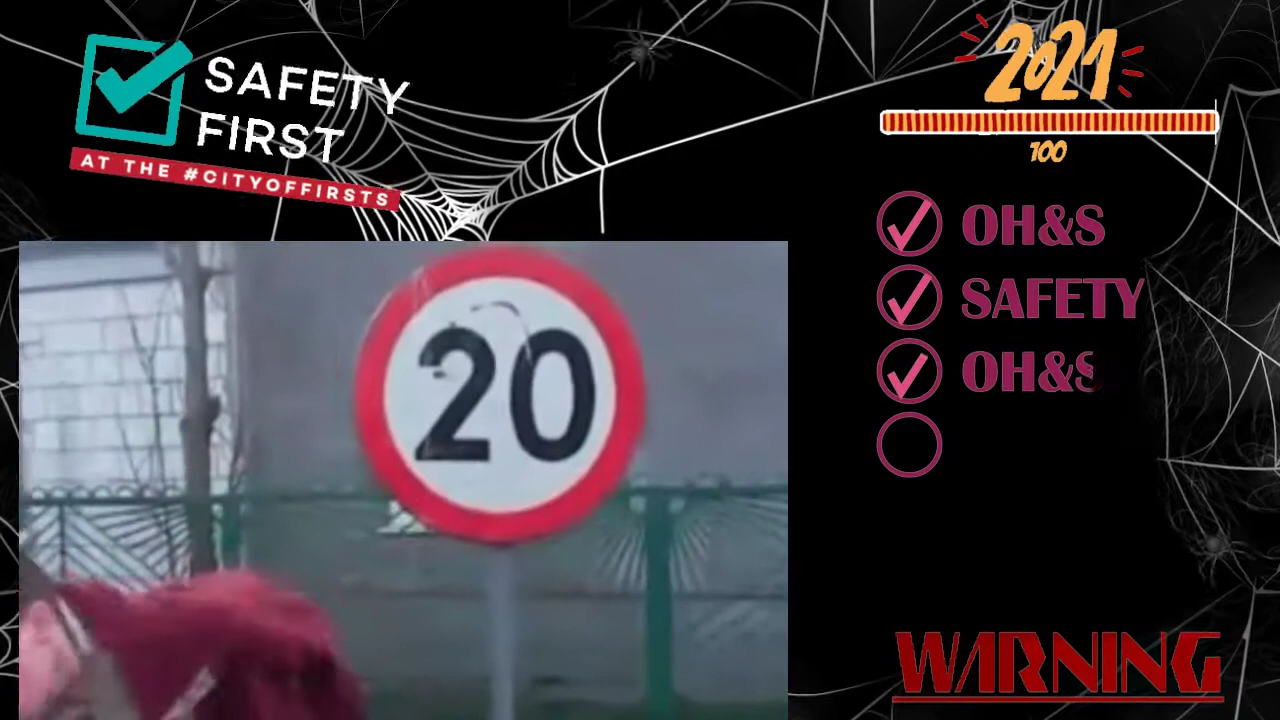 SAFETY
FIRST
AT THE #CITYOFFIRSTS
2021
100
OH&S
SAFETY
OH&S
20
WARNING